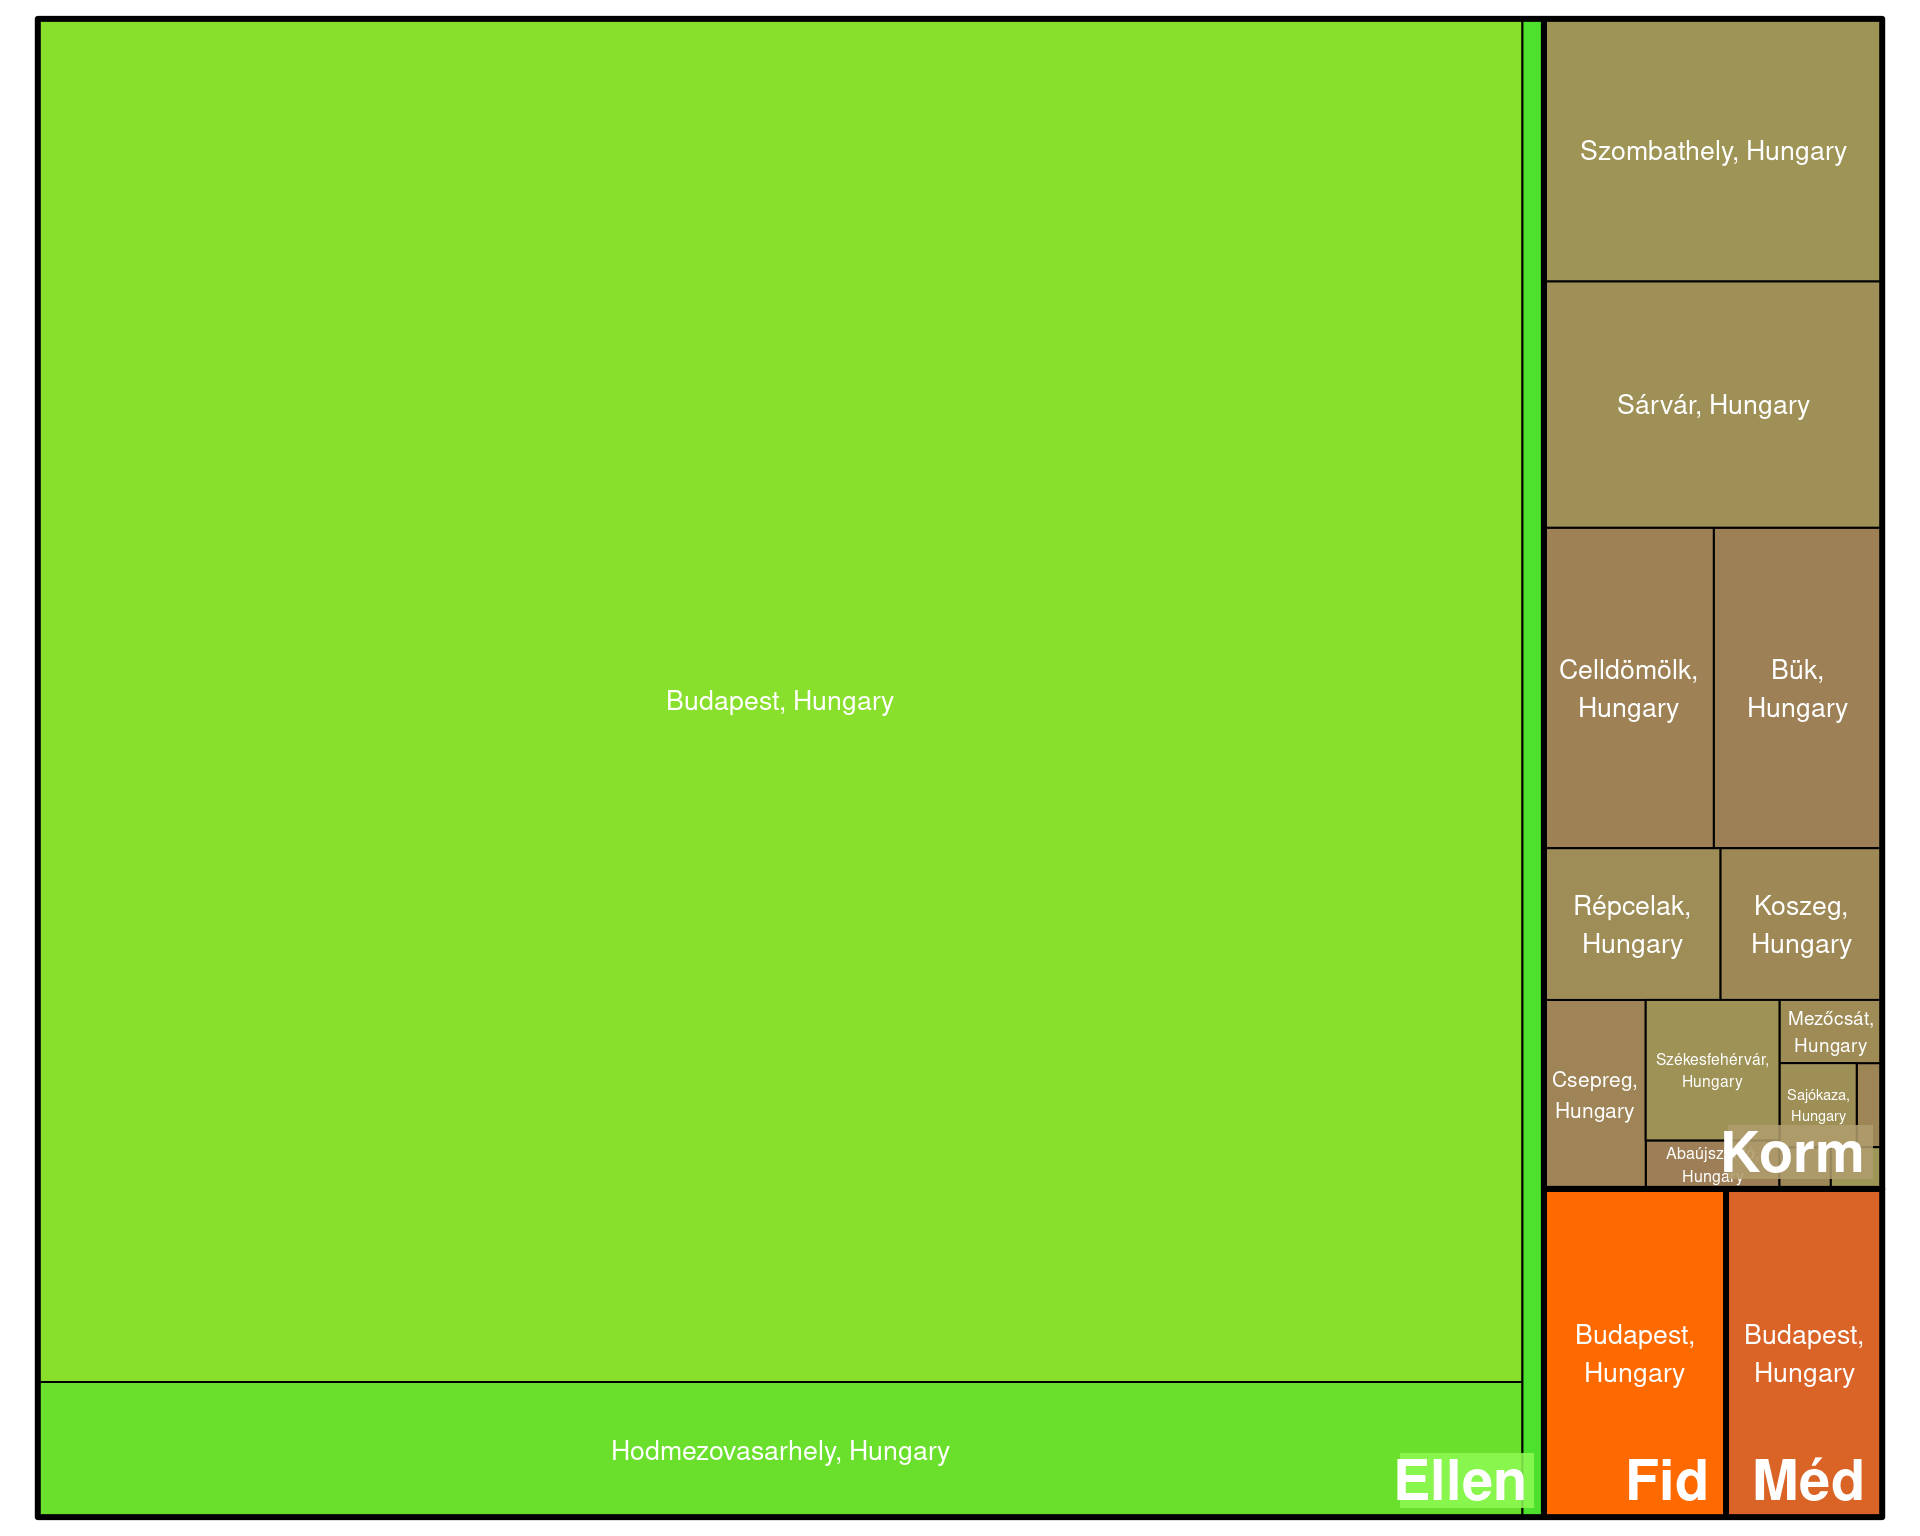 Budapest, Hungary
Hodmezovasarhely, Hungary
Ellen
Szombathely, Hungary
Sárvár, Hungary
Celldömölk,
Hungary
Bük,
Hungary
Répcelak,
Hungary
Koszeg,
Hungary
Csepreg,
Hungary
Székesfehérvár,
Hungary
Mezőcsát,
Hungary
Sajókaza,
Hungary
Hungary
Korm
Budapest,
Hungary
Fid
Budapest,
Hungary
Méd